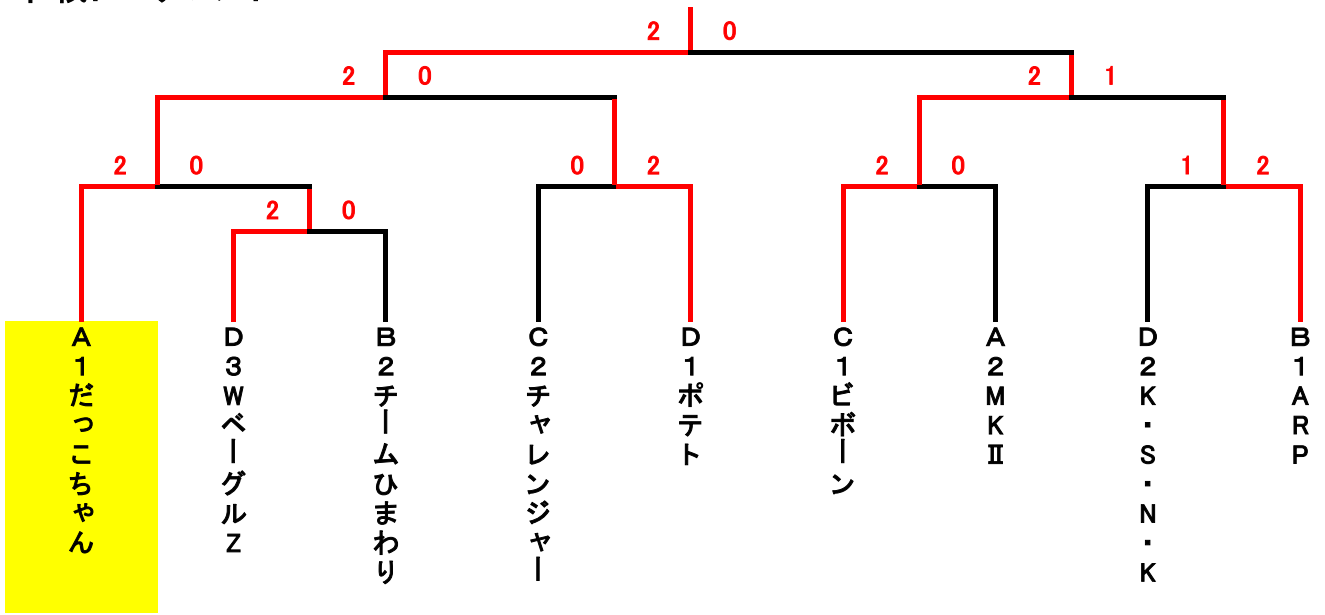 2 0
2 0
2 1
2 0
0 2
2 0
1 2
2 0
A1だっこちゃん
D3WベーグルZ
B2チームひまわり
C2チャレンジャー
D1ポテト
C1ビボーン
A2MKⅡ
D2K・S・N・K
B1ARP